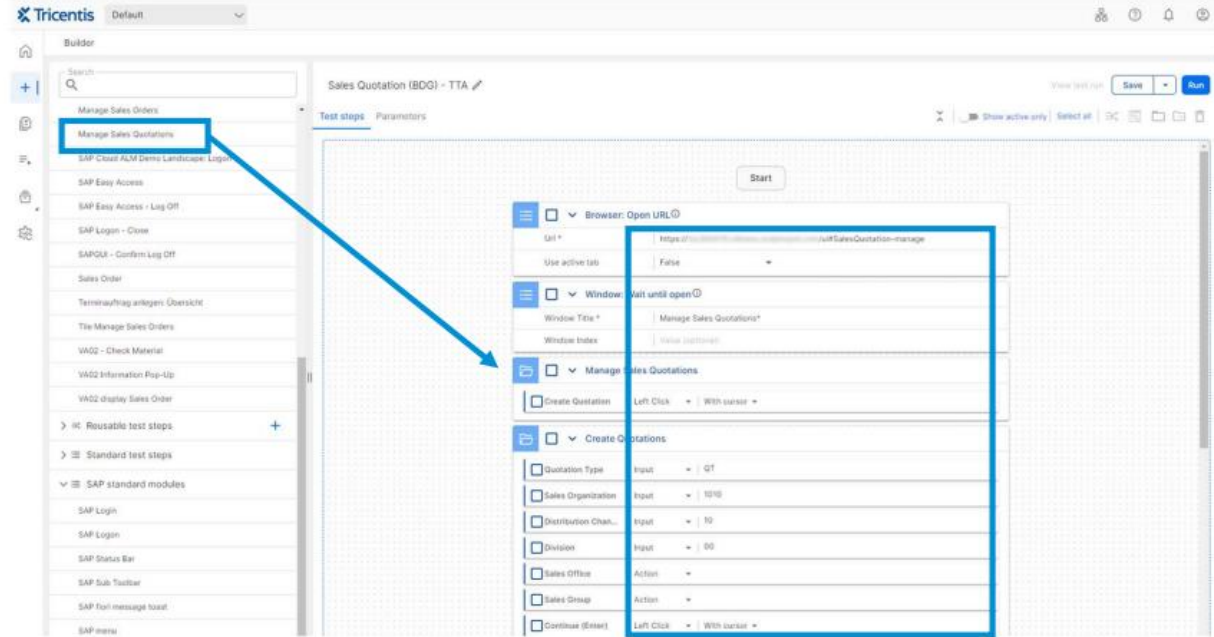 Tricentis Default
Builder
Search
Manage Sales Orders
Manage Sales Quotations
SAP Cloud ALM Demo Landscape: Logon
SAP Easy Access
SAP Easy Access - Log Off
SAP Logon - Close
SAPGUI - Confirm Log Off
Sales Order
Terminauftrag anlegen: Übersicht
Tile Manage Sales Orders
VA02 - Check Material
VA02 Information Pop-Up
VA02 display Sales Order
Reusable test steps
Standard test steps
SAP standard modules
SAP Login
SAP Logon
SAP Status Bar
SAP Sub Toolbar
SAP fiori message toast
SAP menu
Sales Quotation (BDG) - TTA
View test run Save Run
Test steps Parameters
Show active only Select all
Start
Browser: Open URL
Url * https:// /ui#SalesQuotation-manage
Use active tab False
Window: Wait until open
Window Title * Manage Sales Quotations*
Window Index Value (optional)
Manage Sales Quotations
Create Quotation Left Click With cursor
Create Quotations
Quotation Type Input QT
Sales Organization Input 1010
Distribution Chan... Input 10
Division Input 00
Sales Office Action
Sales Group Action
Continue (Enter) Left Click With cursor